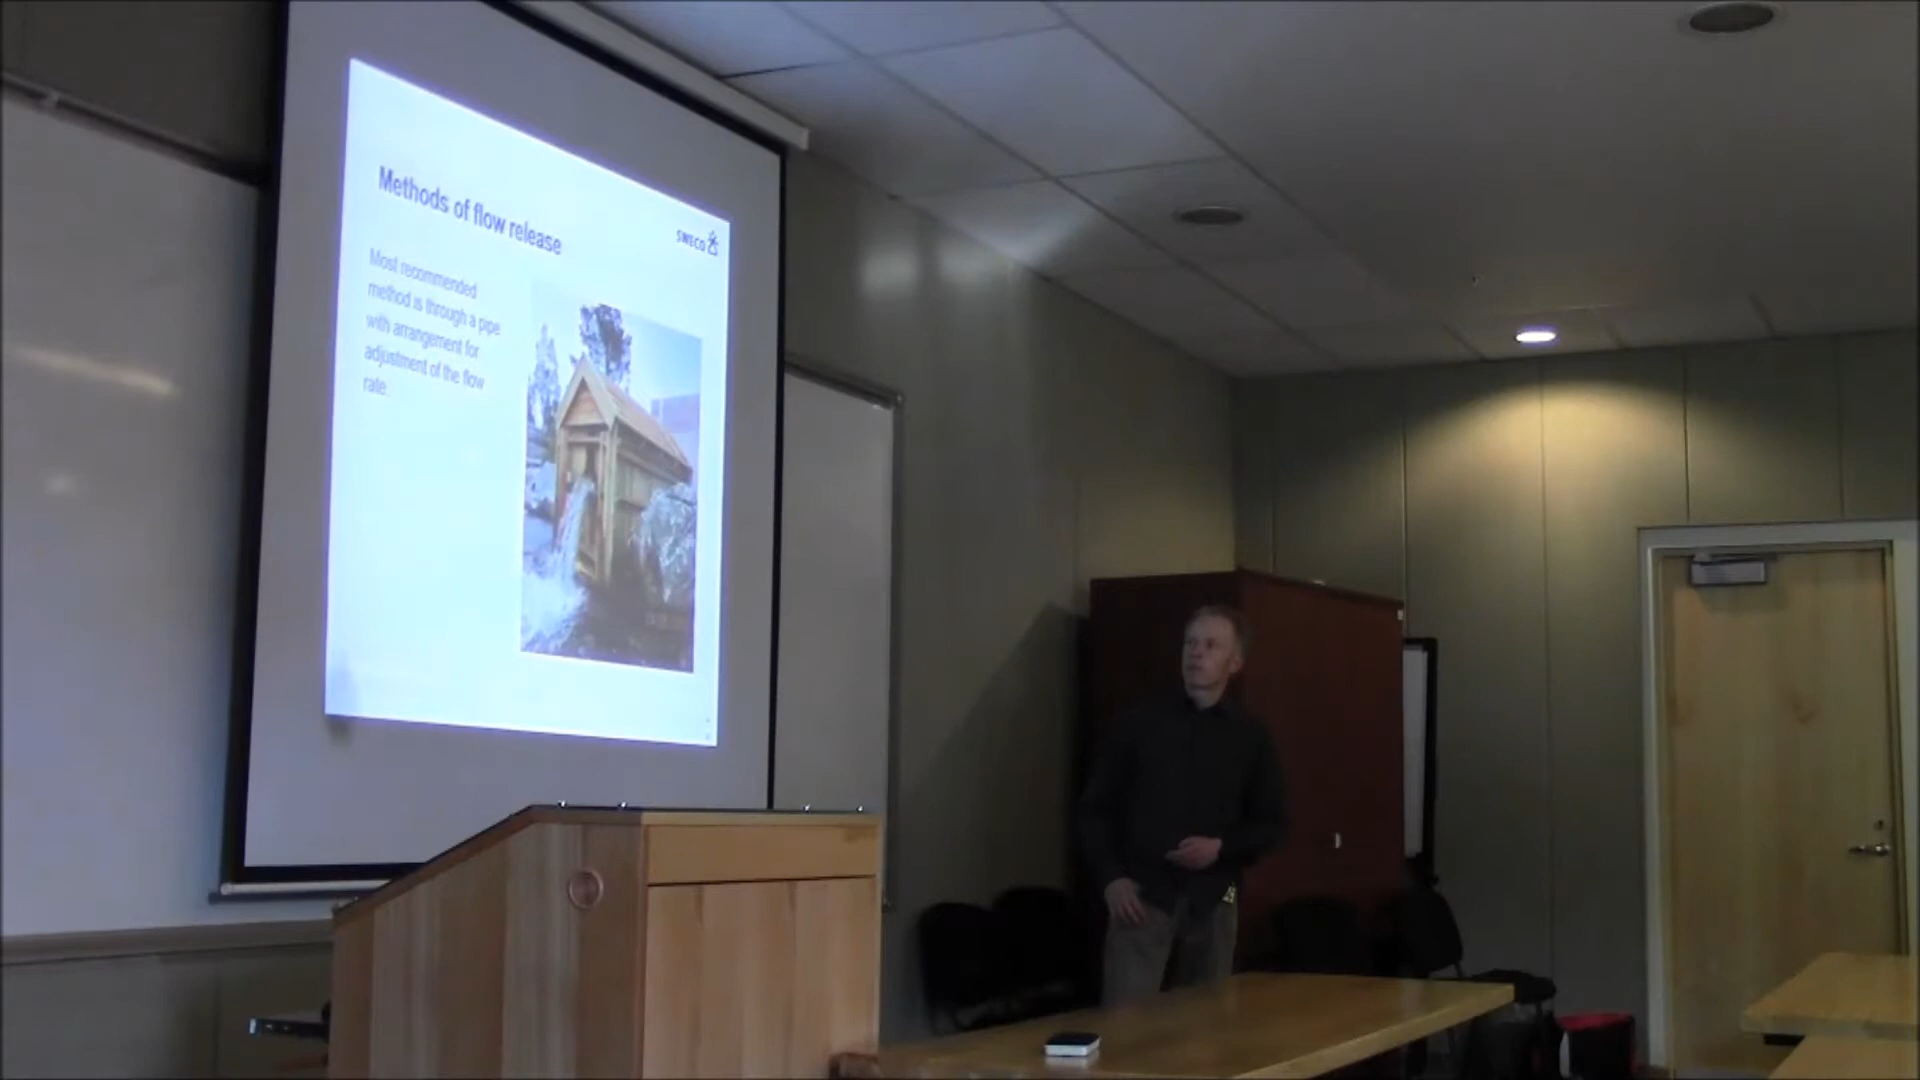 Methods of flow release
SWECO
Most recommended
method is through a pipe
with arrangement for
adjustment of the flow
rate